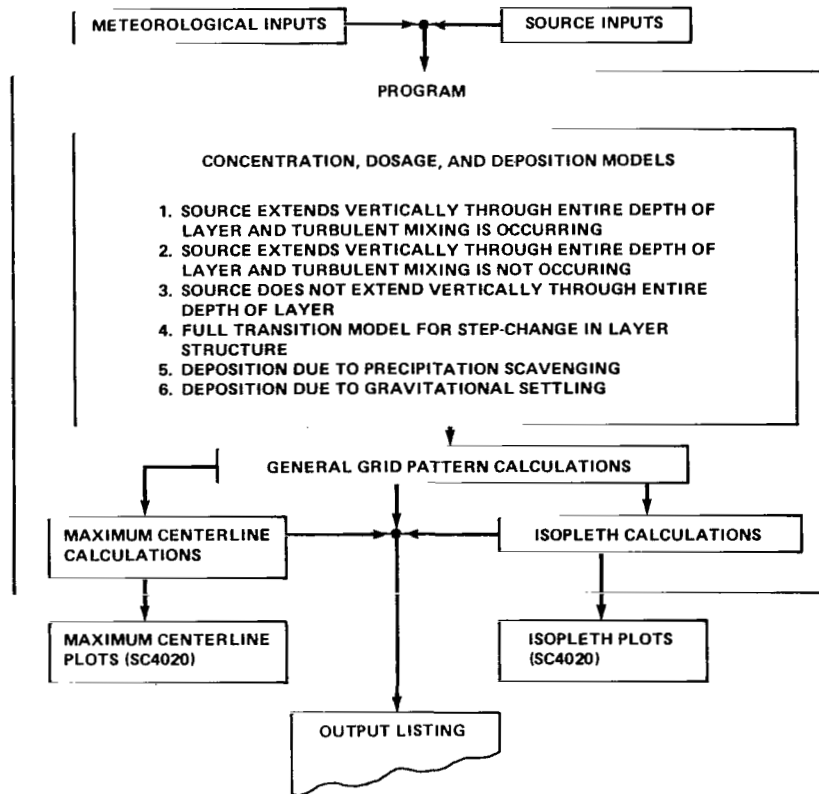 METEOROLOGICAL INPUTS
SOURCE INPUTS
PROGRAM
CONCENTRATION, DOSAGE, AND DEPOSITION MODELS
1. SOURCE EXTENDS VERTICALLY THROUGH ENTIRE DEPTH OF
LAYER AND TURBULENT MIXING IS OCCURRING
2. SOURCE EXTENDS VERTICALLY THROUGH ENTIRE DEPTH OF
LAYER AND TURBULENT MIXING IS NOT OCCURING
3. SOURCE DOES NOT EXTEND VERTICALLY THROUGH ENTIRE
DEPTH OF LAYER
4. FULL TRANSITION MODEL FOR STEP-CHANGE IN LAYER
STRUCTURE
5. DEPOSITION DUE TO PRECIPITATION SCAVENGING
6. DEPOSITION DUE TO GRAVITATIONAL SETTLING
GENERAL GRID PATTERN CALCULATIONS
MAXIMUM CENTERLINE
CALCULATIONS
ISOPLETH CALCULATIONS
MAXIMUM CENTERLINE
PLOTS (SC4020)
ISOPLETH PLOTS
(SC4020)
OUTPUT LISTING